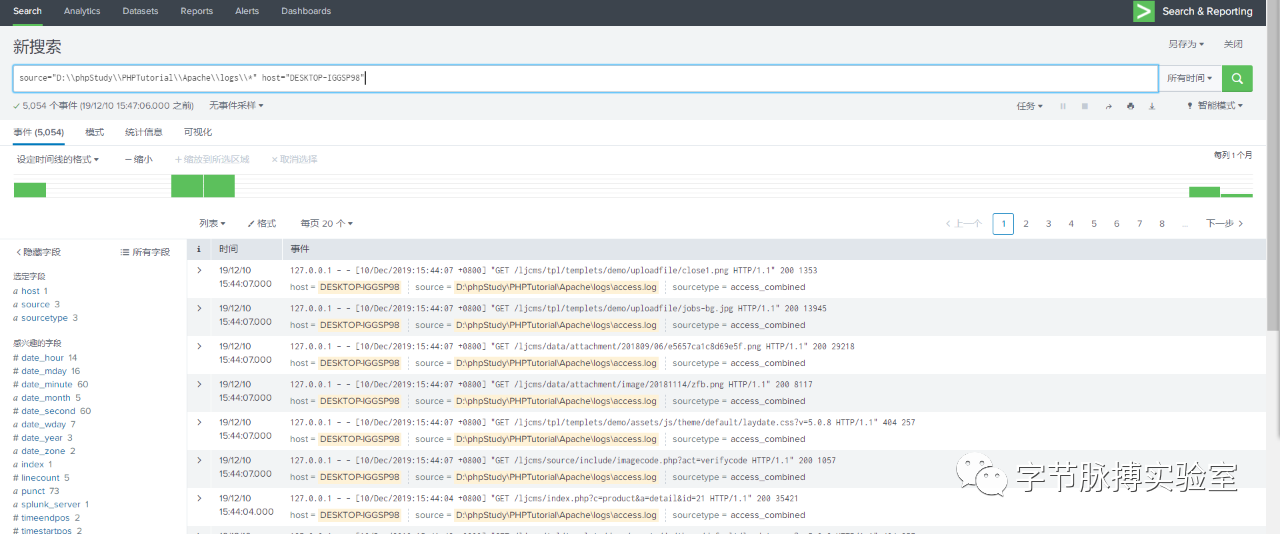 Search Analytics Datasets Reports Alerts Dashboards Search & Reporting
新搜索 另存为 关闭
source="D:\\phpStudy\\PHPTutorial\\Apache\\logs\\*" host="DESKTOP-IGGSP98" 所有时间
5,054 个事件 (19/12/10 15:47:06.000 之前) 无事件采样 任务 智能模式
事件 (5,054) 模式 统计信息 可视化
设定时间线的格式 — 缩小 + 缩放到所选区域 × 取消选择 每列 1 个月
列表 格式 每页 20 个 < 上一个 1 2 3 4 5 6 7 8 ... 下一步 >
< 隐藏字段 所有字段 i 时间 事件
选定字段
a host 1
a source 3
a sourcetype 3
感兴趣的字段
# date_hour 14
# date_mday 16
# date_minute 60
a date_month 5
# date_second 60
a date_wday 7
# date_year 3
a date_zone 2
a index 1
# linecount 5
a punct 73
a splunk_server 1
# timeendpos 2
# timestartpos 2
> 19/12/10 127.0.0.1 - - [10/Dec/2019:15:44:07 +0800] "GET /ljcms/tpl/templets/demo/uploadfile/close1.png HTTP/1.1" 200 1353
15:44:07.000 host = DESKTOP-IGGSP98 source = D:\phpStudy\PHPTutorial\Apache\logs\access.log sourcetype = access_combined
> 19/12/10 127.0.0.1 - - [10/Dec/2019:15:44:07 +0800] "GET /ljcms/tpl/templets/demo/uploadfile/jobs-bg.jpg HTTP/1.1" 200 13945
15:44:07.000 host = DESKTOP-IGGSP98 source = D:\phpStudy\PHPTutorial\Apache\logs\access.log sourcetype = access_combined
> 19/12/10 127.0.0.1 - - [10/Dec/2019:15:44:07 +0800] "GET /ljcms/data/attachment/201809/06/e5657ca1c8d69e5f.png HTTP/1.1" 200 29218
15:44:07.000 host = DESKTOP-IGGSP98 source = D:\phpStudy\PHPTutorial\Apache\logs\access.log sourcetype = access_combined
> 19/12/10 127.0.0.1 - - [10/Dec/2019:15:44:07 +0800] "GET /ljcms/data/attachment/image/20181114/zfb.png HTTP/1.1" 200 8117
15:44:07.000 host = DESKTOP-IGGSP98 source = D:\phpStudy\PHPTutorial\Apache\logs\access.log sourcetype = access_combined
> 19/12/10 127.0.0.1 - - [10/Dec/2019:15:44:07 +0800] "GET /ljcms/tpl/templets/demo/assets/js/theme/default/laydate.css?v=5.0.8 HTTP/1.1" 404 257
15:44:07.000 host = DESKTOP-IGGSP98 source = D:\phpStudy\PHPTutorial\Apache\logs\access.log sourcetype = access_combined
> 19/12/10 127.0.0.1 - - [10/Dec/2019:15:44:07 +0800] "GET /ljcms/source/include/imagecode.php?act=verifycode HTTP/1.1" 200 1057
15:44:07.000 host = DESKTOP-IGGSP98 source = D:\phpStudy\PHPTutorial\Apache\logs\access.log sourcetype = access_combined
> 19/12/10 127.0.0.1 - - [10/Dec/2019:15:44:04 +0800] "GET /ljcms/index.php?c=product&a=detail&id=21 HTTP/1.1" 200 35421
15:44:04.000 host = DESKTOP-IGGSP98 source = D:\phpStudy\PHPTutorial\Apache\logs\access.log sourcetype = access_combined
字节脉搏实验室